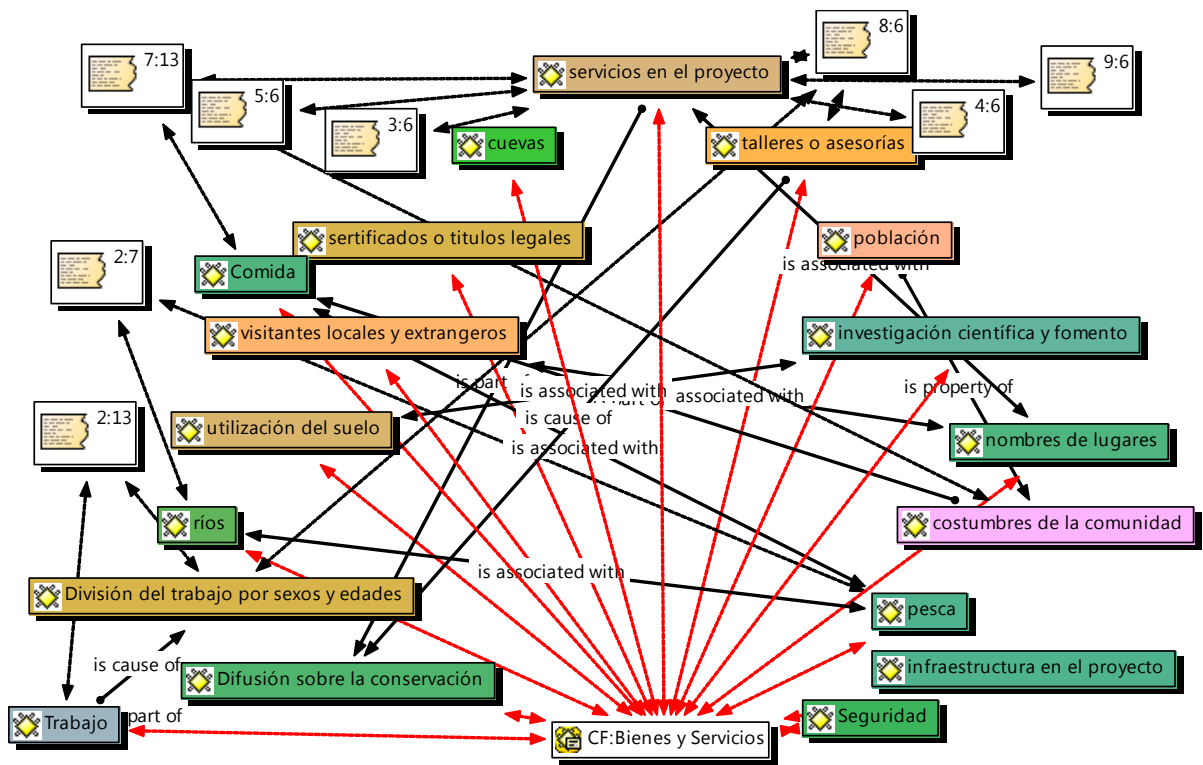 8:6
7:13
servicios en el proyecto
9:6
5:6
4:6
3:6
cuevas
talleres o asesorías
sertificados o titulos legales
población
2:7
Comida
is associated with
visitantes locales y extrangeros
investigación científica y fomento
is part
is associated with
associated with
is property of
2:13
is cause of
utilización del suelo
nombres de lugares
is associated with
ríos
costumbres de la comunidad
is associated with
División del trabajo por sexos y edades
pesca
is cause of
Difusión sobre la conservación
infraestructura en el proyecto
Trabajo
part of
Seguridad
CF:Bienes y Servicios